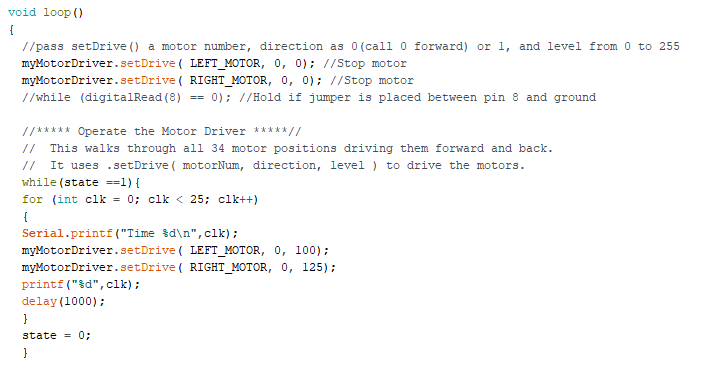 void loop()
{
//pass setDrive() a motor number, direction as 0(call 0 forward) or 1, and level from 0 to 255
myMotorDriver.setDrive( LEFT_MOTOR, 0, 0); //Stop motor
myMotorDriver.setDrive( RIGHT_MOTOR, 0, 0); //Stop motor
//while (digitalRead(8) == 0); //Hold if jumper is placed between pin 8 and ground
//***** Operate the Motor Driver *****//
//  This walks through all 34 motor positions driving them forward and back.
//  It uses .setDrive( motorNum, direction, level ) to drive the motors.
while(state ==1){
for (int clk = 0; clk < 25; clk++)
{
Serial.printf("Time %d\n",clk);
myMotorDriver.setDrive( LEFT_MOTOR, 0, 100);
myMotorDriver.setDrive( RIGHT_MOTOR, 0, 125);
printf("%d",clk);
delay(1000);
}
state = 0;
}